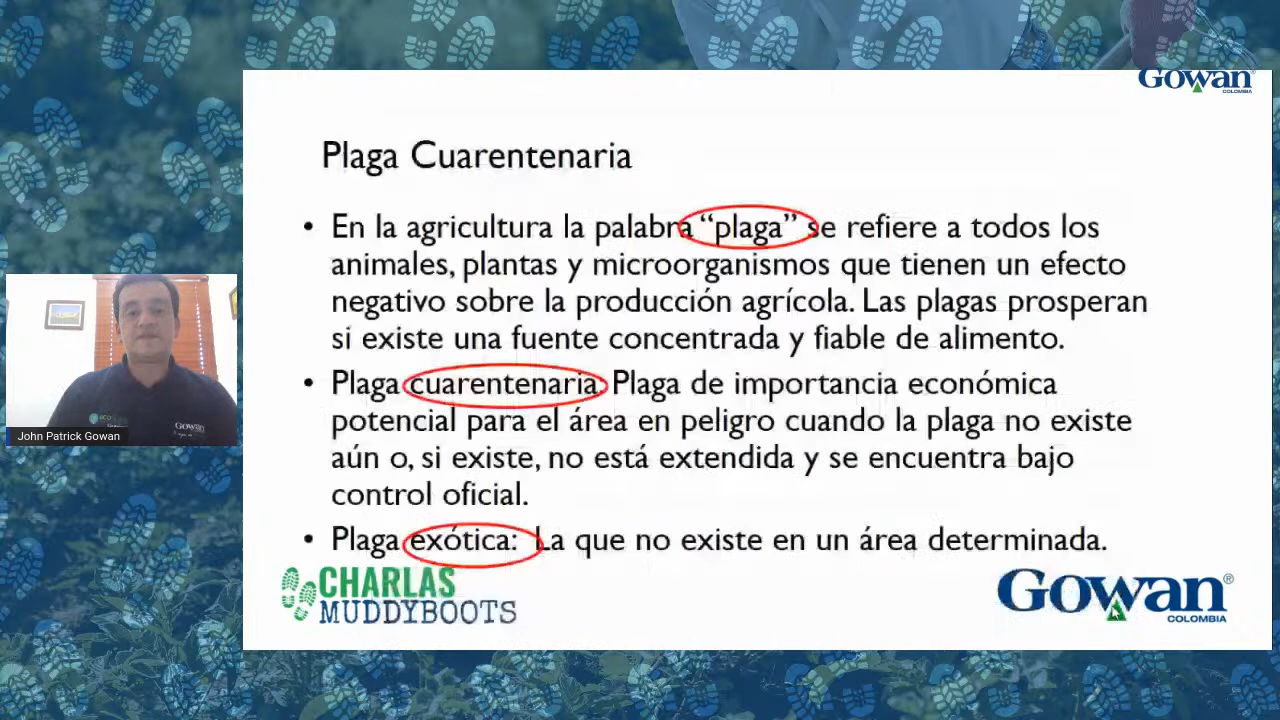 GOWAN
COLOMBIA
Plaga Cuarentenaria
• En la agricultura la palabra “plaga” se refiere a todos los
animales, plantas y microorganismos que tienen un efecto
negativo sobre la producción agrícola. Las plagas prosperan
si existe una fuente concentrada y fiable de alimento.
• Plaga cuarentenaria: Plaga de importancia económica
potencial para el área en peligro cuando la plaga no existe
aún o, si existe, no está extendida y se encuentra bajo
control oficial.
• Plaga exótica: La que no existe en un área determinada.
CHARLAS
MUDDYBOOTS
Gowan®
COLOMBIA
Gowan
John Patrick Gowan